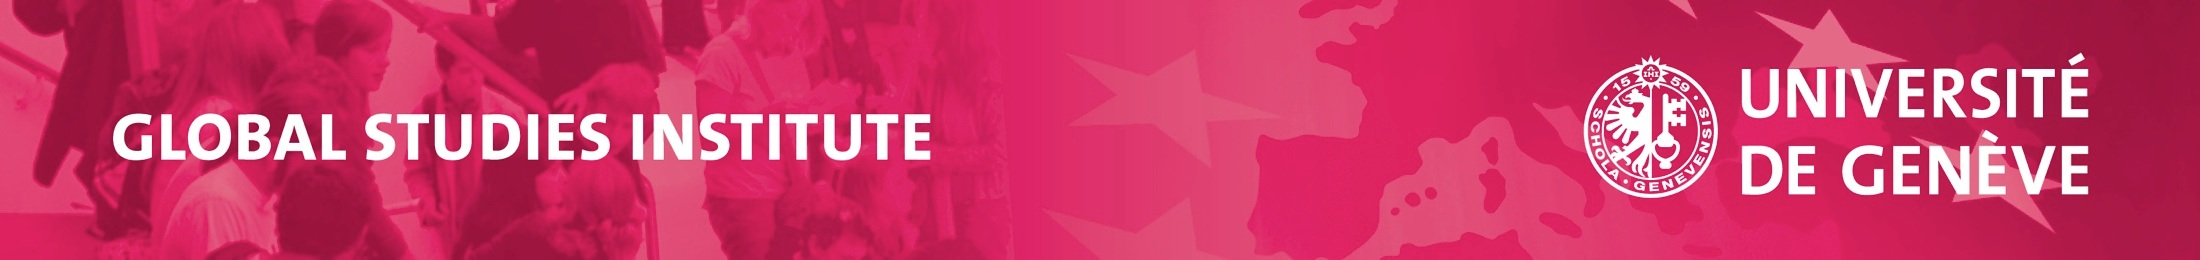 GLOBAL STUDIES INSTITUTE
15 59
SCHOLA · GENEVENSIS
IHS
UNIVERSITÉ
DE GENÈVE